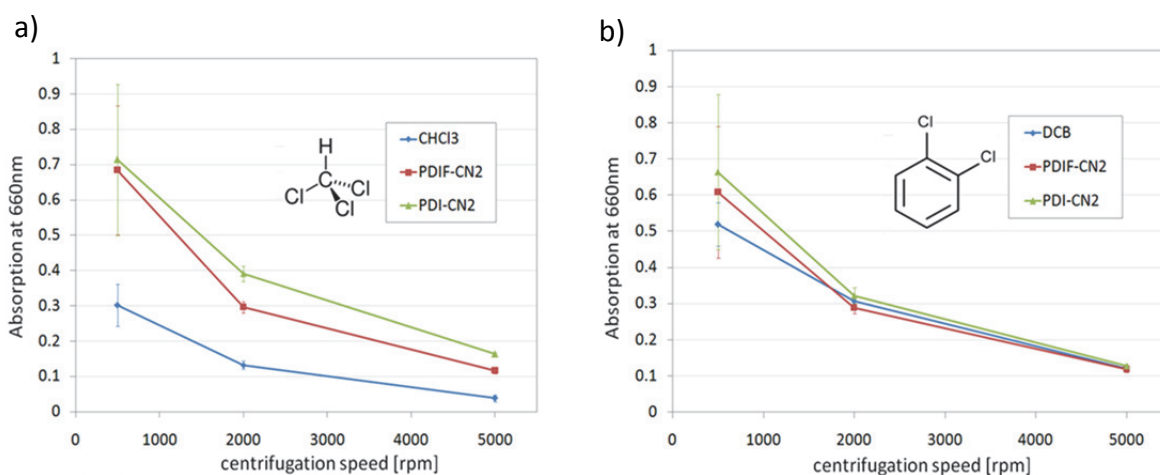 a)
Absorption at 660nm
1
0.9
0.8
0.7
0.6
0.5
0.4
0.3
0.2
0.1
0
0 1000 2000 3000 4000 5000
centrifugation speed [rpm]
H
C
Cl Cl
Cl
CHCl3
PDIF-CN2
PDI-CN2
b)
Absorption at 660nm
1
0.9
0.8
0.7
0.6
0.5
0.4
0.3
0.2
0.1
0
0 1000 2000 3000 4000 5000
centrifugation speed [rpm]
Cl
Cl
DCB
PDIF-CN2
PDI-CN2